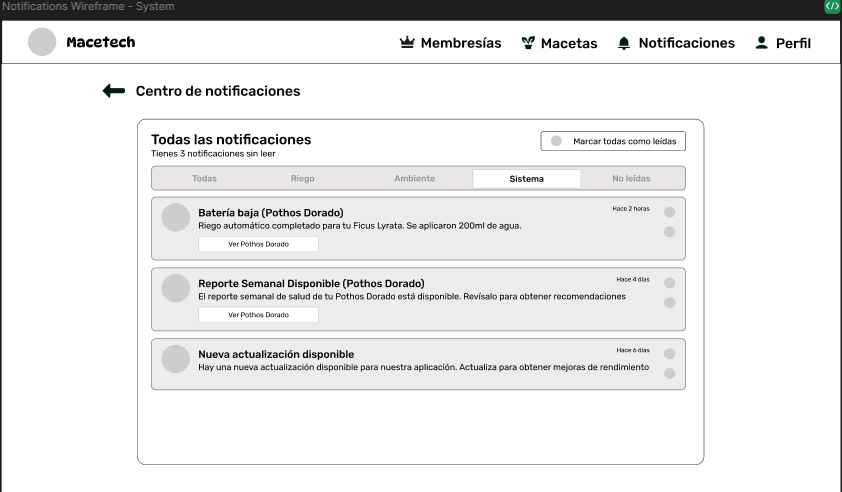 Notifications Wireframe - System
Macetech
Membresías
Macetas
Notificaciones
Perfil
Centro de notificaciones
Todas las notificaciones
Tienes 3 notificaciones sin leer
Marcar todas como leídas
Todas
Riego
Ambiente
Sistema
No leídas
Batería baja (Pothos Dorado)
Hace 2 horas
Riego automático completado para tu Ficus Lyrata. Se aplicaron 200ml de agua.
Ver Pothos Dorado
Reporte Semanal Disponible (Pothos Dorado)
Hace 4 días
El reporte semanal de salud de tu Pothos Dorado está disponible. Revísalo para obtener recomendaciones
Ver Pothos Dorado
Nueva actualización disponible
Hace 6 días
Hay una nueva actualización disponible para nuestra aplicación. Actualiza para obtener mejoras de rendimiento